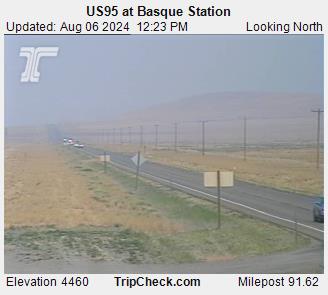 US95 at Basque Station
Updated: Aug 06 2024 12:23 PM Looking North
Elevation 4460 TripCheck.com Milepost 91.62